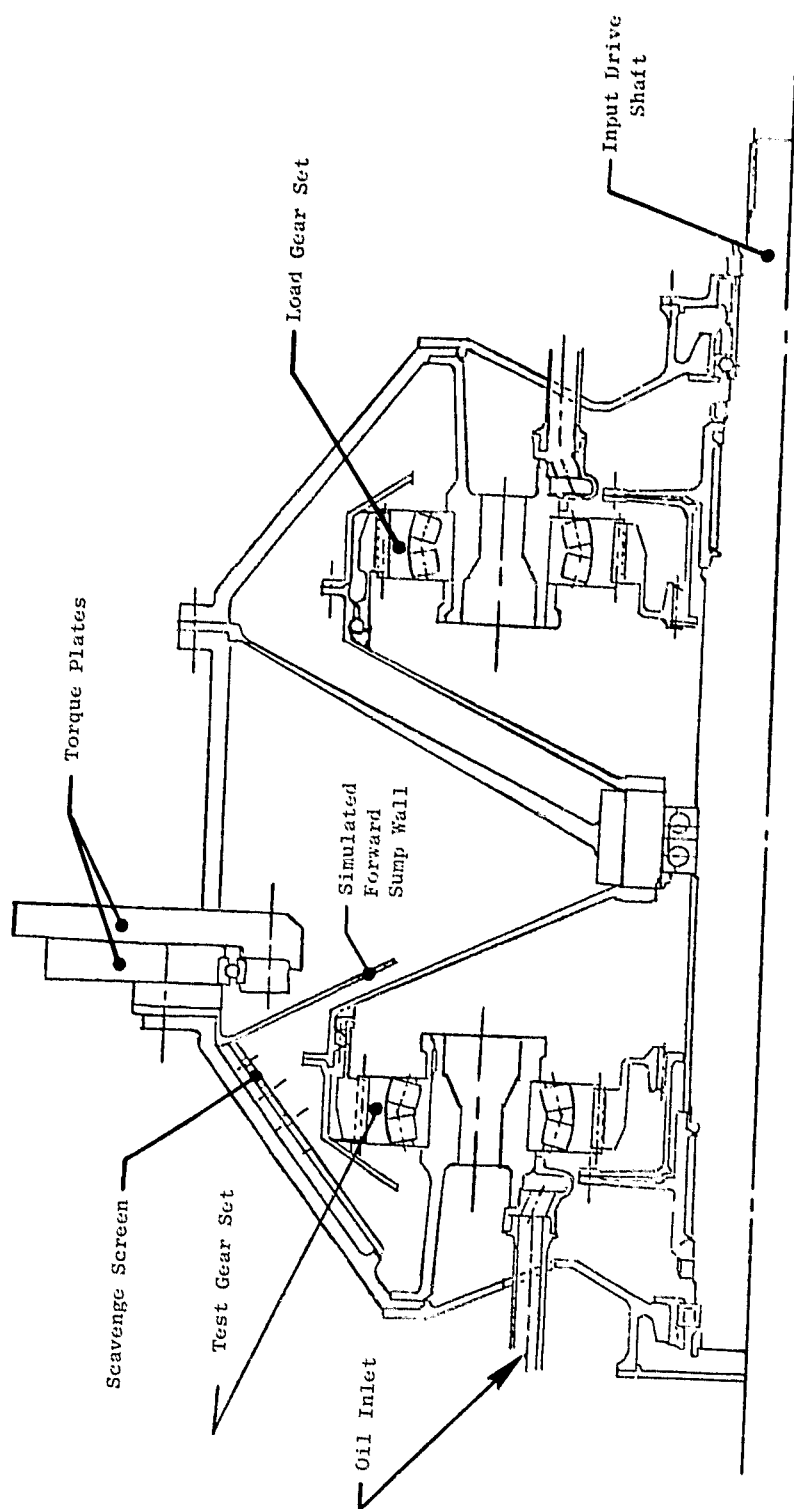 Torque Plates
Scavenge Screen
Test Gear Set
Oil Inlet
Simulated
Forward
Sump Wall
Load Gear Set
Input Drive
Shaft